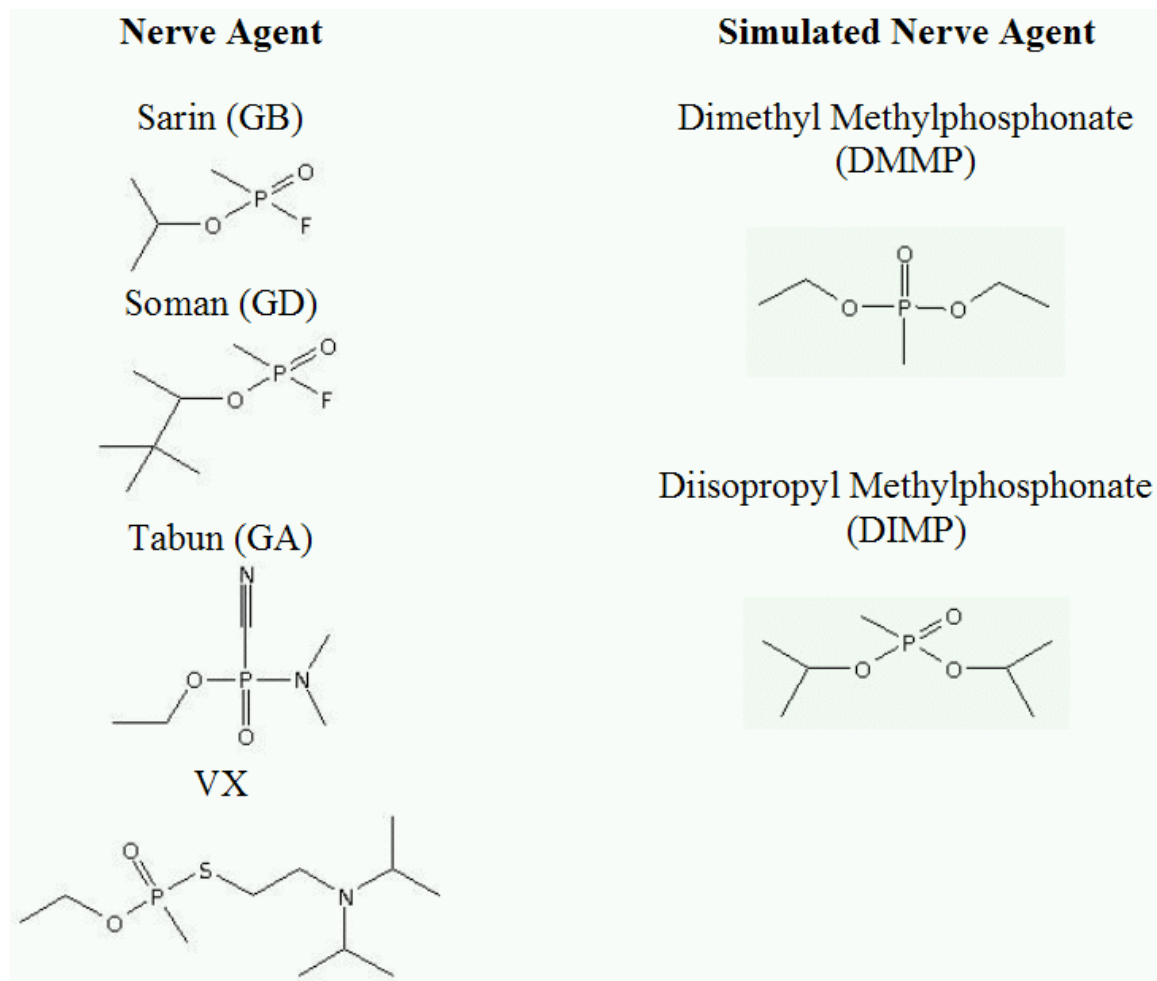 Nerve Agent
Simulated Nerve Agent
Sarin (GB)
O
P
O
F
Soman (GD)
O
P
O
F
Tabun (GA)
N
O
P
N
O
VX
O
S
P
O
N
Dimethyl Methylphosphonate
(DMMP)
O
O
P
O
Diisopropyl Methylphosphonate
(DIMP)
O
P
O
O